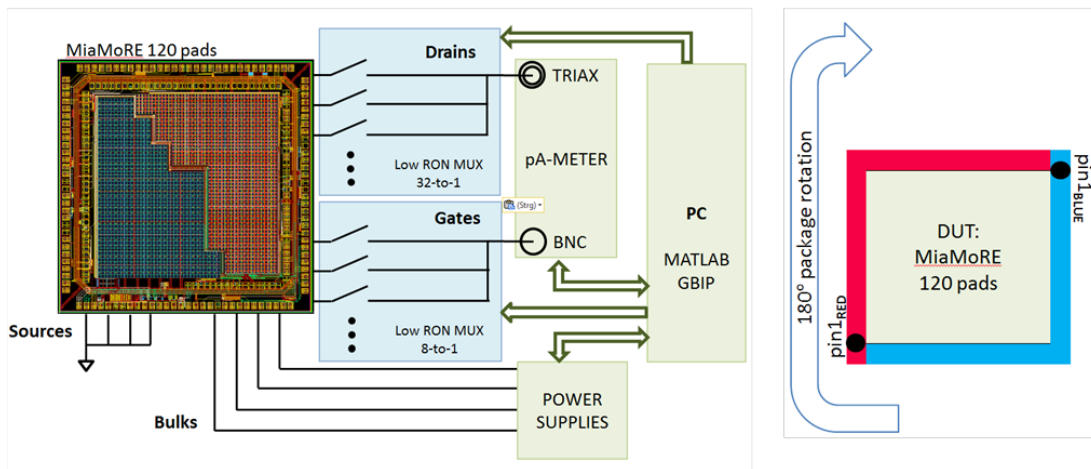 MiaMoRE 120 pads
Drains
Low RON MUX
32-to-1
Gates
Low RON MUX
8-to-1
TRIAX
pA-METER
(Strg)
BNC
PC
MATLAB
GBIP
POWER
SUPPLIES
Sources
Bulks
180º package rotation
pin1BLUE
DUT:
MiaMoRE
120 pads
pin1RED